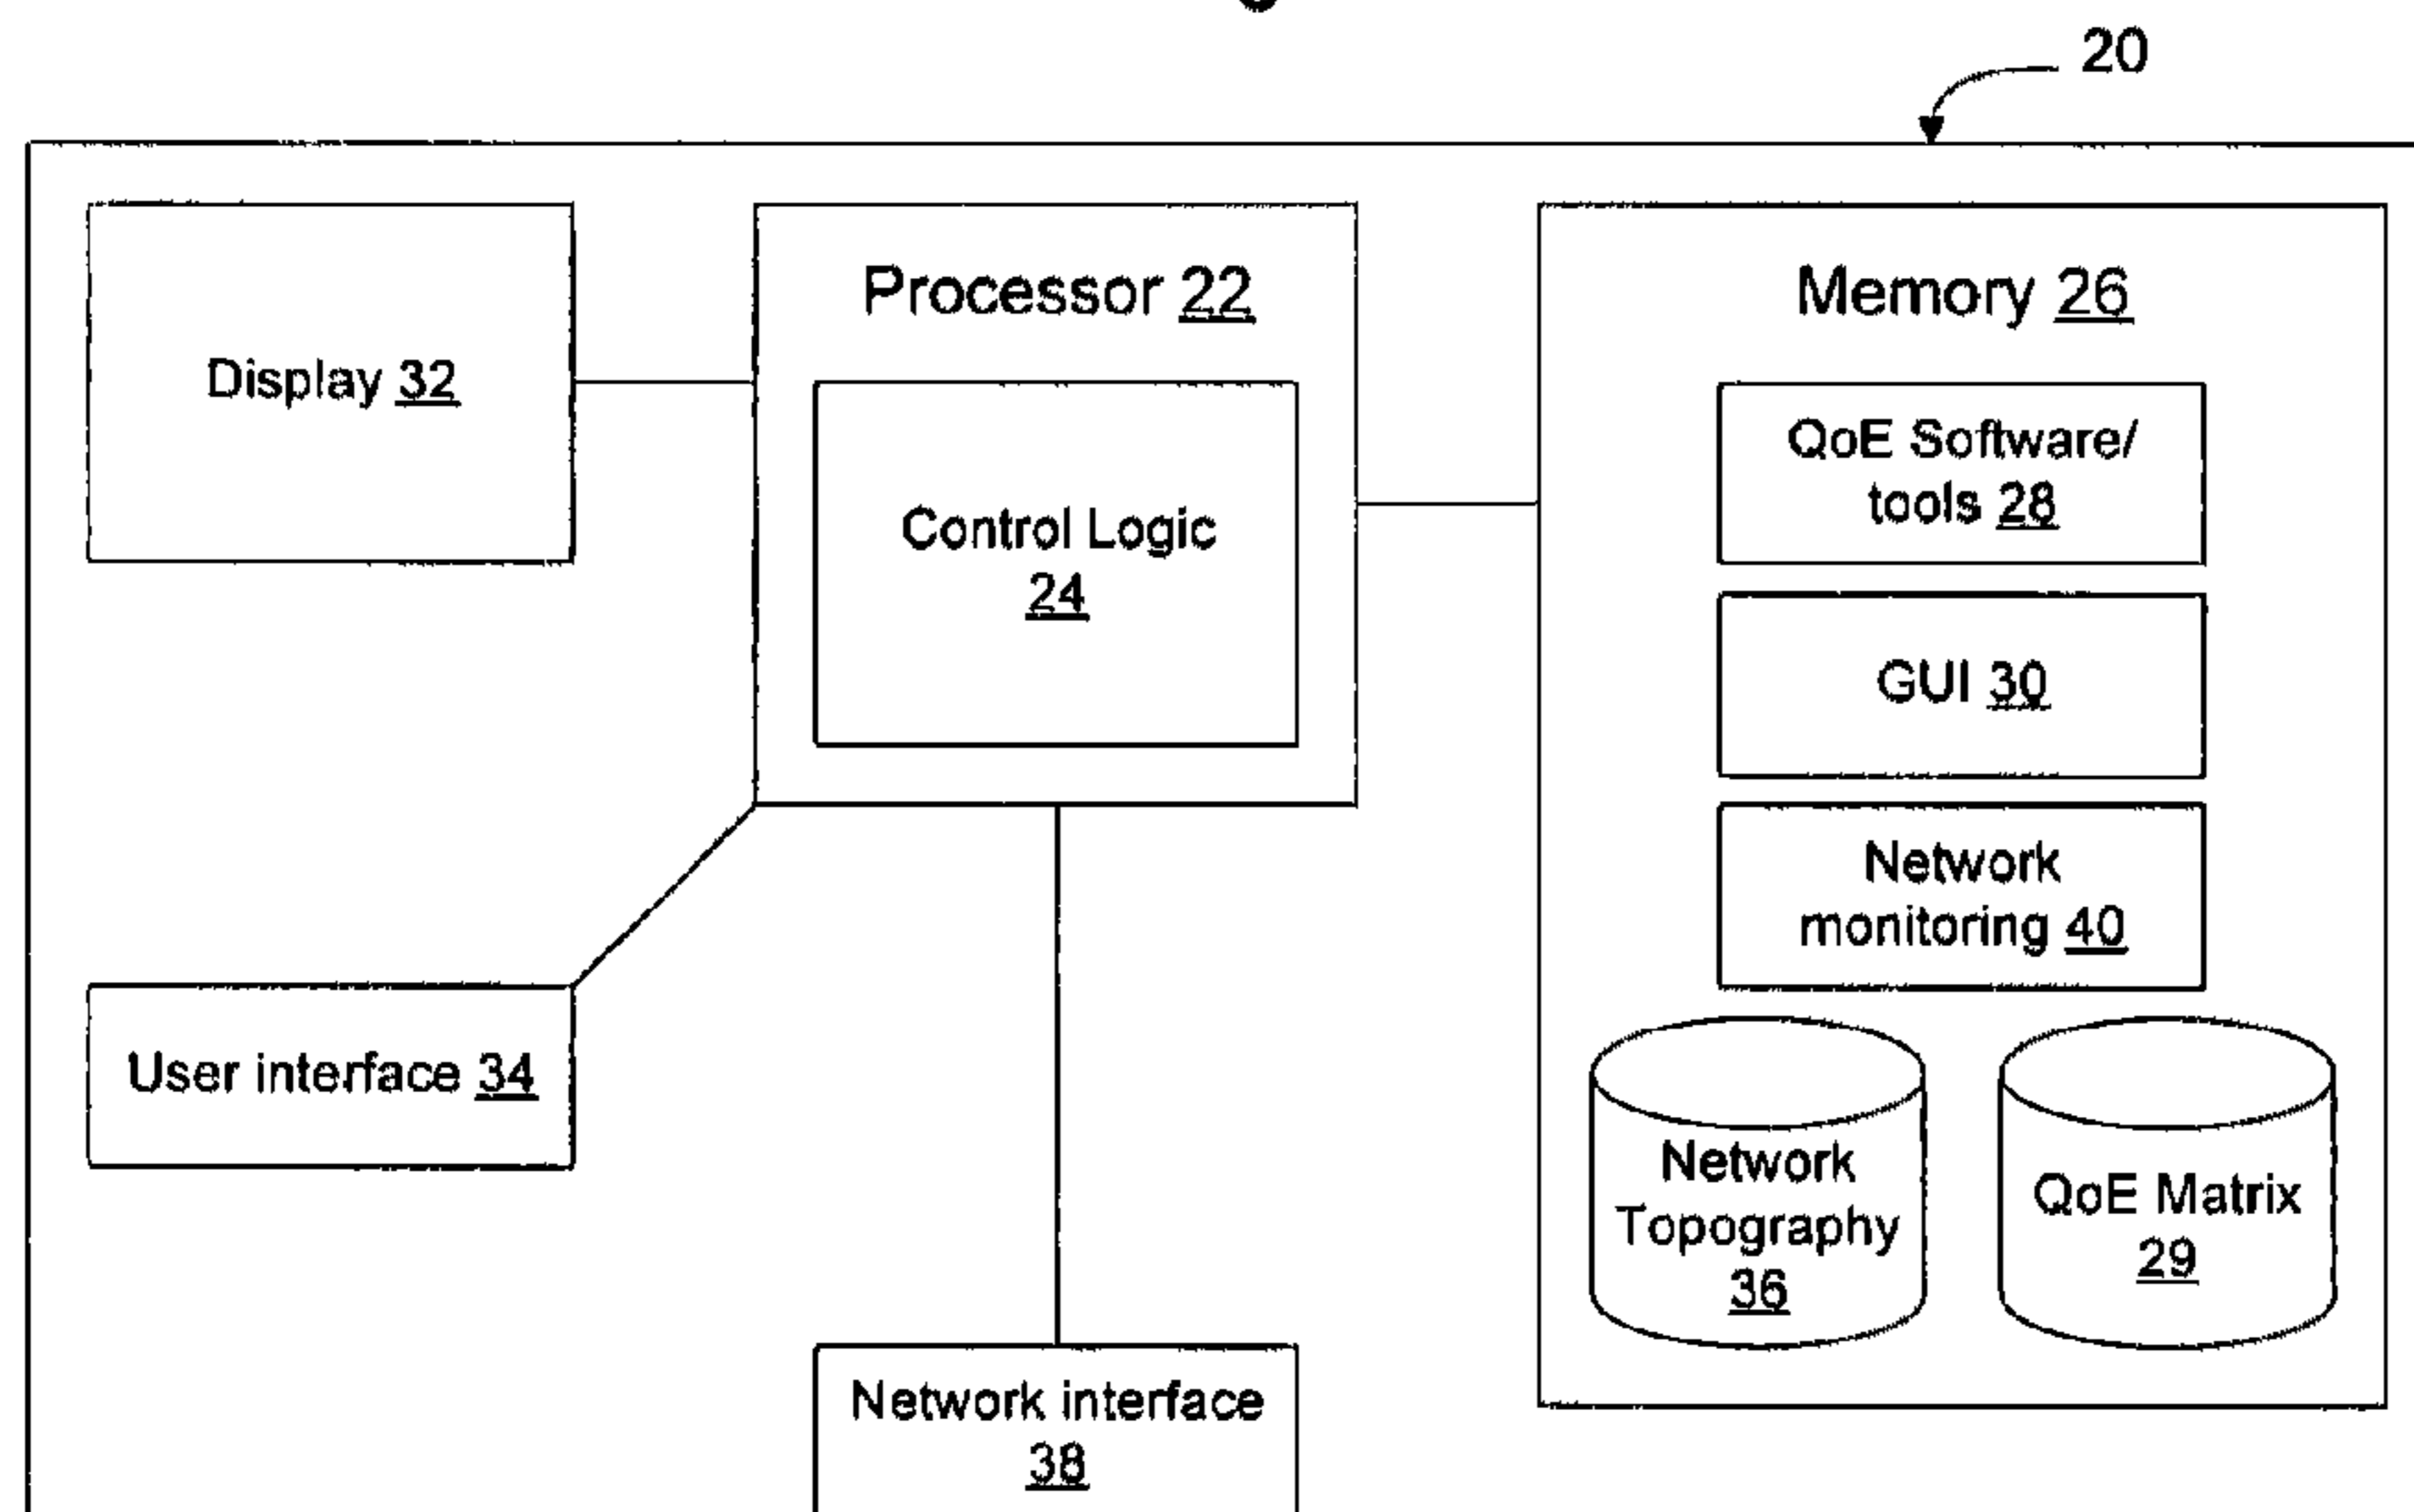 20
Display 32
Processor 22
Control Logic
24
Memory 26
QoE Software/
tools 28
GUI 30
Network
monitoring 40
User interface 34
Network
Topography
36
QoE Matrix
29
Network interface
38